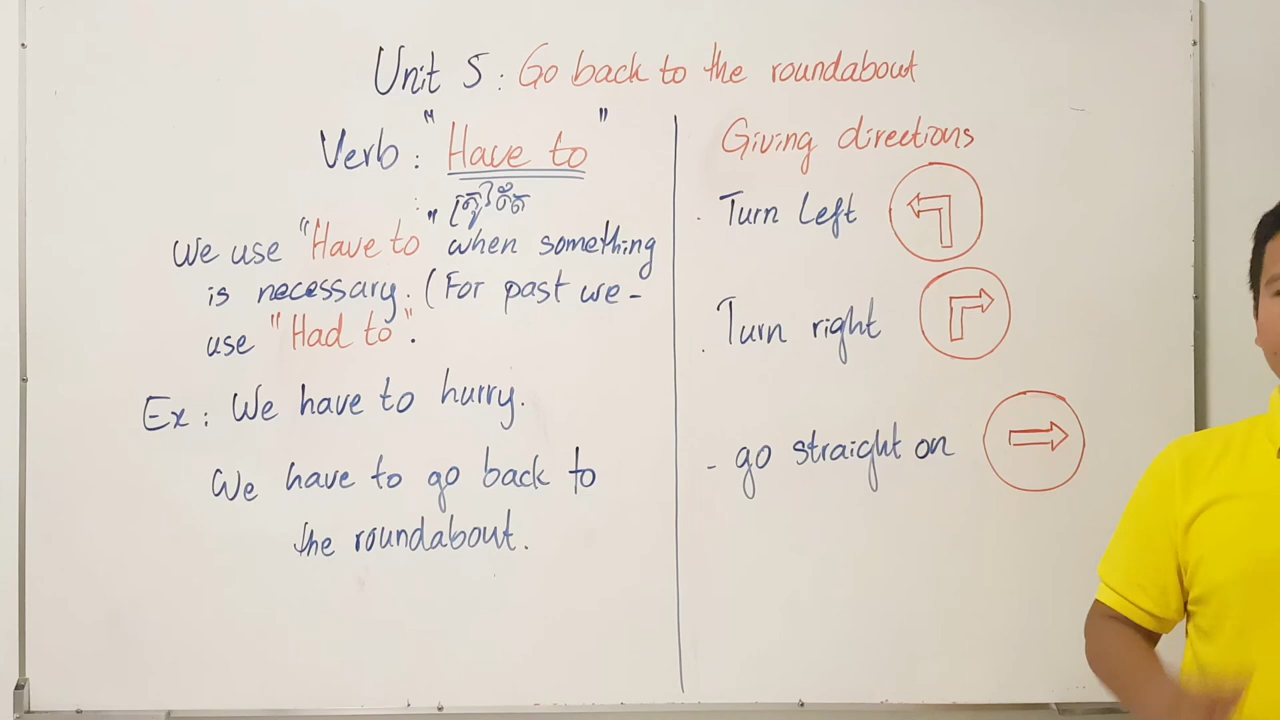 Unit 5: Go back to the roundabout
Verb: "Have to"
: "ត្រូវតែ
We use "Have to" when something
is necessary. (For past we-
use "Had to".
Ex: We have to hurry.
We have to go back to
the roundabout.
Giving directions
. Turn Left
. Turn right
- go straight on